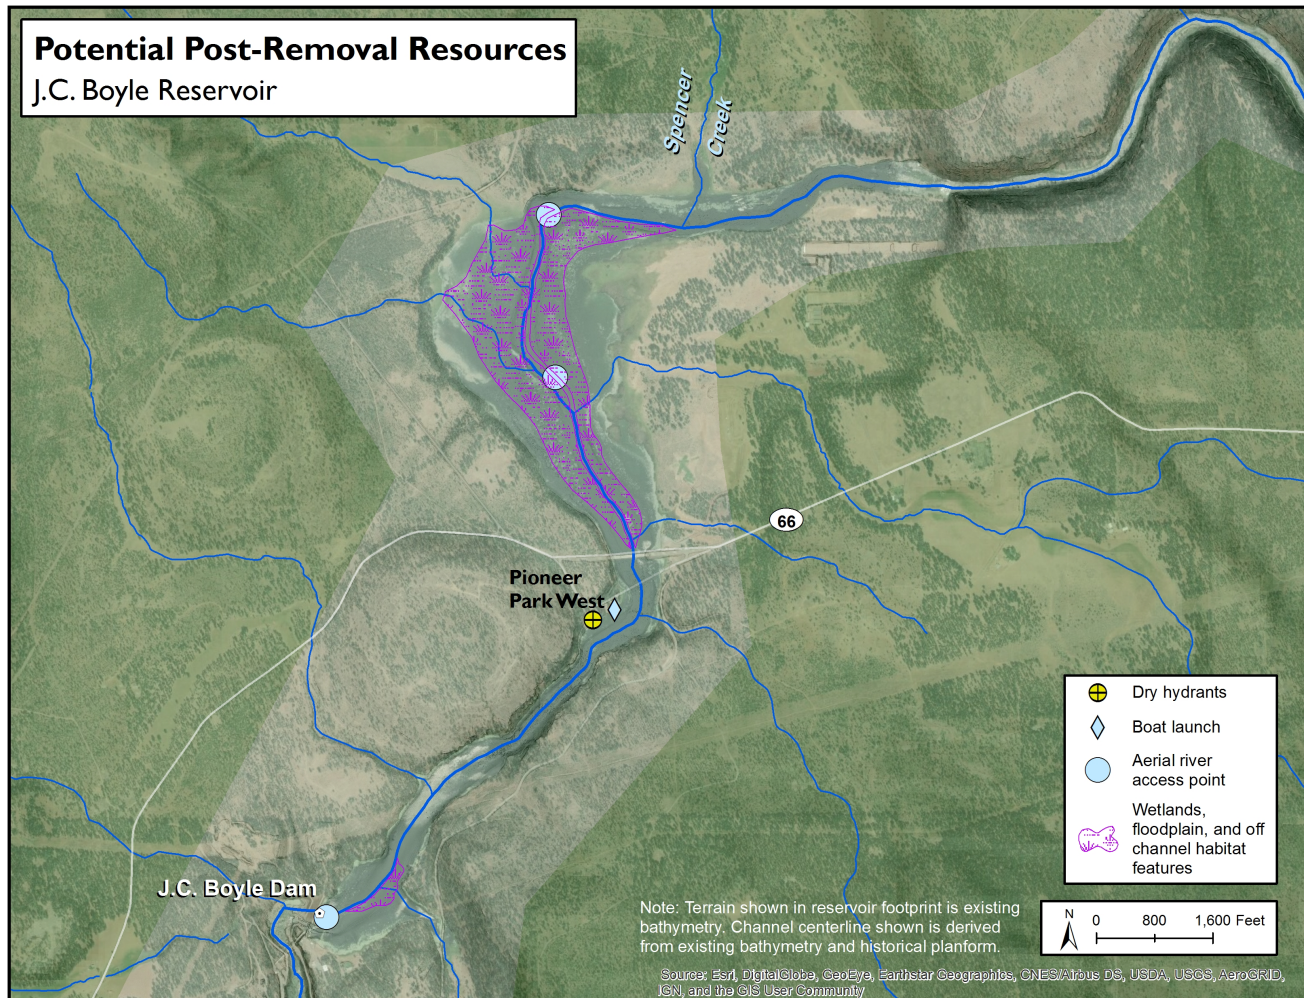 Potential Post-Removal Resources
J.C. Boyle Reservoir
Spencer
Creek
66
Pioneer
Park West
Dry hydrants
Boat launch
Aerial river
access point
Wetlands,
floodplain, and off
channel habitat
features
J.C. Boyle Dam
Note: Terrain shown in reservoir footprint is existing
bathymetry. Channel centerline shown is derived
from existing bathymetry and historical planform.
N
0 800 1,600 Feet
Source: Esri, DigitalGlobe, GeoEye, Earthstar Geographics, CNES/Airbus DS, USDA, USGS, AeroGRID,
IGN, and the GIS User Community